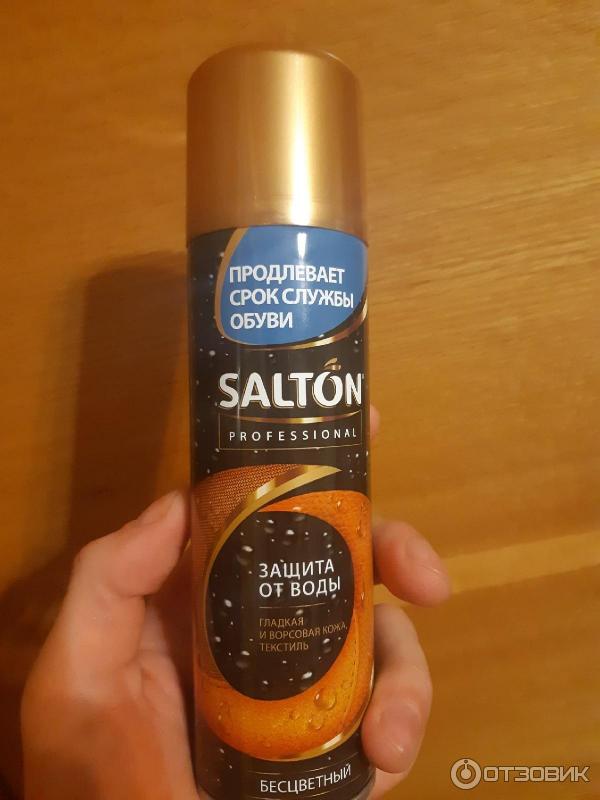 ПРОДЛЕВАЕТ
СРОК СЛУЖБЫ
ОБУВИ
SALTON
PROFESSIONAL
ЗАЩИТА
ОТ ВОДЫ
ГЛАДКАЯ
И ВОРСОВАЯ КОЖА,
ТЕКСТИЛЬ
БЕСЦВЕТНЫЙ
ОТЗОВИК